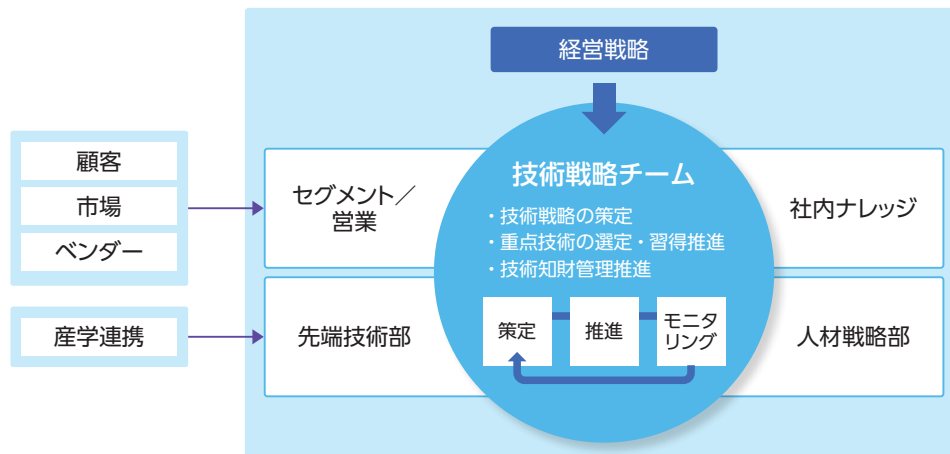 経営戦略
顧客
市場
ベンダー
産学連携
セグメント／
営業
先端技術部
技術戦略チーム
・技術戦略の策定
・重点技術の選定・習得推進
・技術知財管理推進
策定
推進
モニタ
リング
社内ナレッジ
人材戦略部